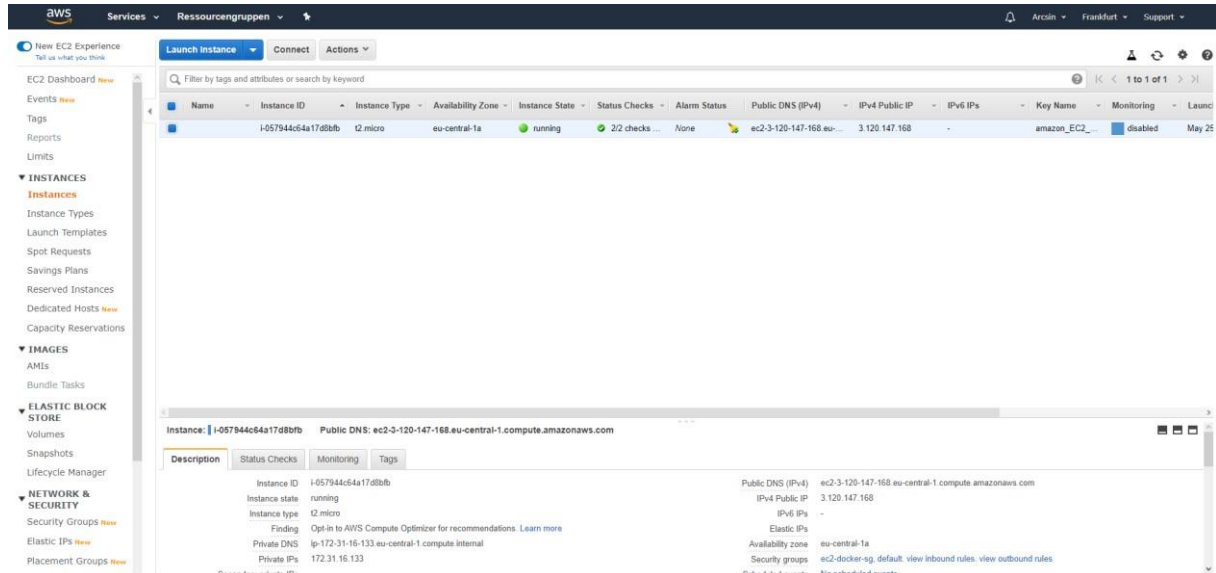 aws Services Ressourcengruppen Arcsin Frankfurt Support
New EC2 Experience
Tell us what you think
EC2 Dashboard New
Events New
Tags
Reports
Limits
INSTANCES
Instances
Instance Types
Launch Templates
Spot Requests
Savings Plans
Reserved Instances
Dedicated Hosts New
Capacity Reservations
IMAGES
AMIs
Bundle Tasks
ELASTIC BLOCK
STORE
Volumes
Snapshots
Lifecycle Manager
NETWORK &
SECURITY
Security Groups New
Elastic IPs New
Placement Groups New
Launch Instance Connect Actions
Filter by tags and attributes or search by keyword 1 to 1 of 1
Name Instance ID Instance Type Availability Zone Instance State Status Checks Alarm Status Public DNS (IPv4) IPv4 Public IP IPv6 IPs Key Name Monitoring Launc
i-057944c64a17d8bfb t2.micro eu-central-1a running 2/2 checks ... None ec2-3-120-147-168.eu-... 3.120.147.168 - amazon_EC2_... disabled May 25
Instance: i-057944c64a17d8bfb Public DNS: ec2-3-120-147-168.eu-central-1.compute.amazonaws.com
Description Status Checks Monitoring Tags
Instance ID i-057944c64a17d8bfb Public DNS (IPv4) ec2-3-120-147-168.eu-central-1.compute.amazonaws.com
Instance state running IPv4 Public IP 3.120.147.168
Instance type t2.micro IPv6 IPs -
Finding Opt-in to AWS Compute Optimizer for recommendations. Learn more Elastic IPs
Private DNS ip-172-31-16-133.eu-central-1.compute.internal Availability zone eu-central-1a
Private IPs 172.31.16.133 Security groups ec2-docker-sg, default. view inbound rules. view outbound rules